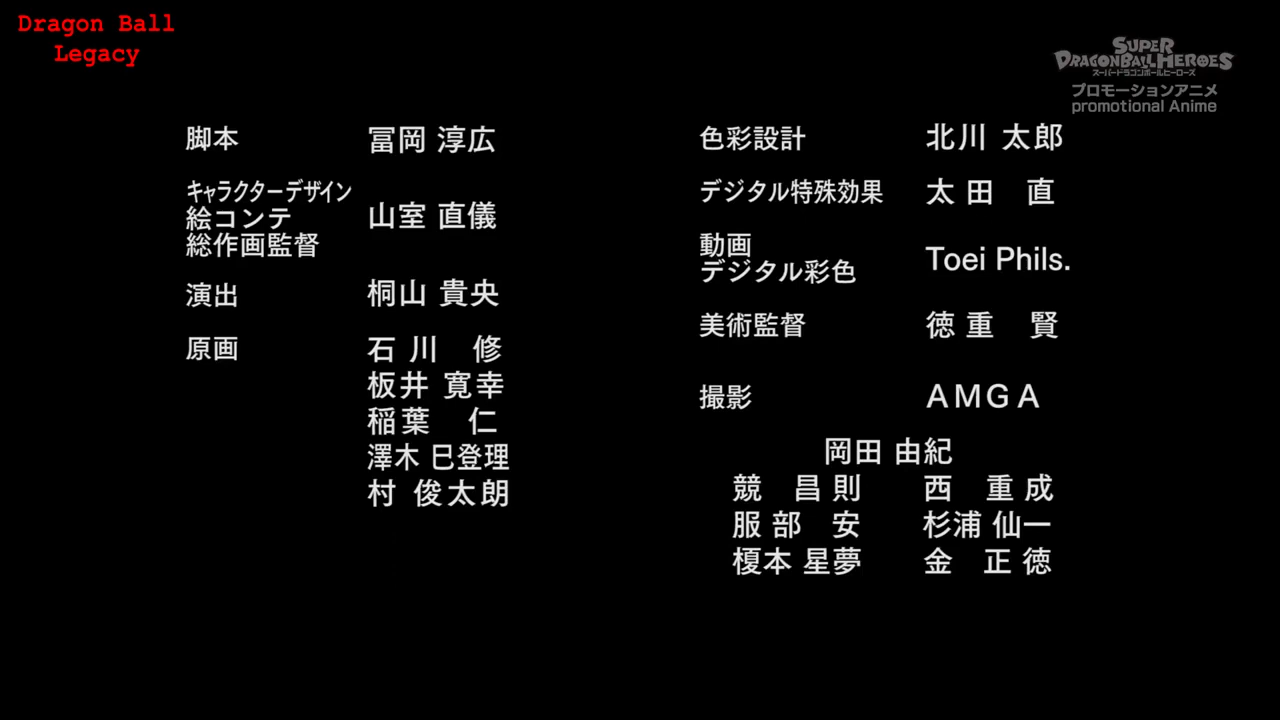 Dragon Ball
Legacy
SUPER
DRAGONBALL HEROES
スーパードラゴンボールヒーローズ
プロモーションアニメ
promotional Anime
脚本 冨岡 淳広
キャラクターデザイン
絵コンテ 山室 直儀
総作画監督
演出 桐山 貴央
原画 石川 修
板井 寛幸
稲葉 仁
澤木 巳登理
村 俊太朗
色彩設計 北川 太郎
デジタル特殊効果 太田 直
動画
デジタル彩色 Toei Phils.
美術監督 徳重 賢
撮影 AMGA
岡田 由紀
競 昌則 西 重成
服部 安 杉浦 仙一
榎本 星夢 金 正徳